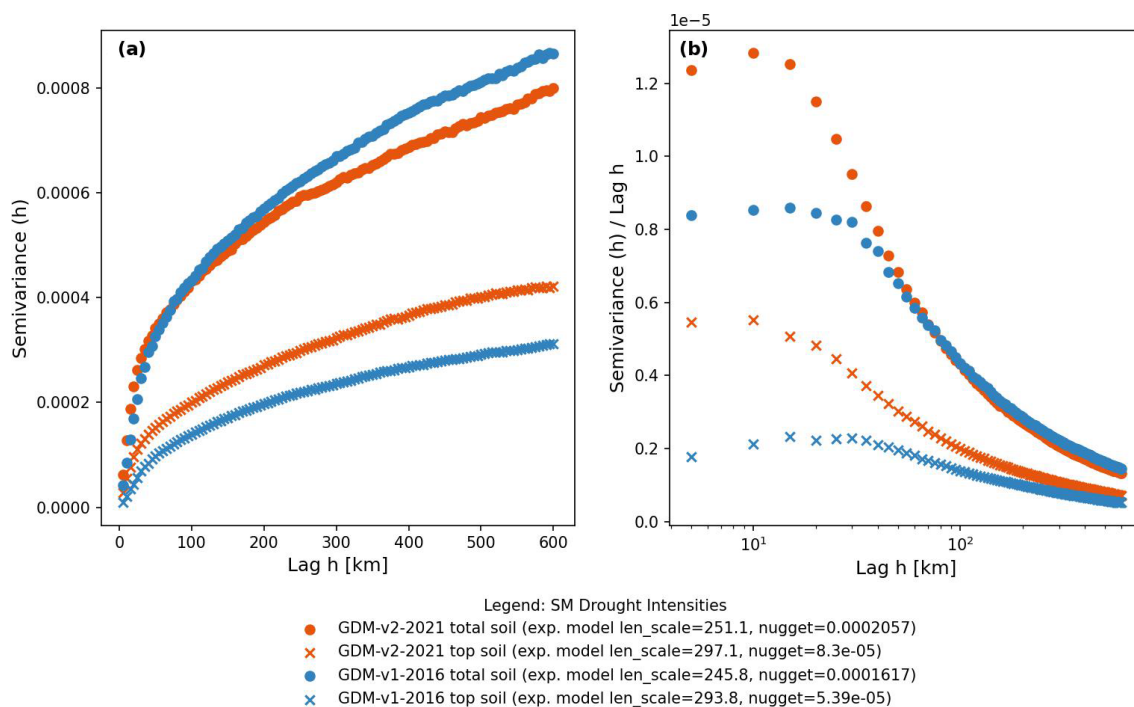 (a)
0.0008
0.0006
0.0004
0.0002
0.0000
Semivariance (h)
0 100 200 300 400 500 600
Lag h [km]
1e−5
(b)
1.2
1.0
0.8
0.6
0.4
0.2
0.0
Semivariance (h) / Lag h
10¹ 10²
Lag h [km]
Legend: SM Drought Intensities
GDM-v2-2021 total soil (exp. model len_scale=251.1, nugget=0.0002057)
GDM-v2-2021 top soil (exp. model len_scale=297.1, nugget=8.3e-05)
GDM-v1-2016 total soil (exp. model len_scale=245.8, nugget=0.0001617)
GDM-v1-2016 top soil (exp. model len_scale=293.8, nugget=5.39e-05)